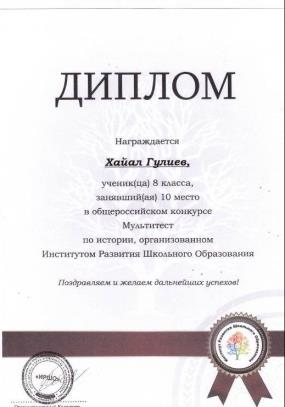 ДИПЛОМ
Награждается
Хайал Гулиев,
ученик(ца) 8 класса,
занявший(ая) 10 место
в общероссийском конкурсе
Мультитест
по истории, организованном
Институтом Развития Школьного Образования
Поздравляем и желаем дальнейших успехов!
«ИРШО»